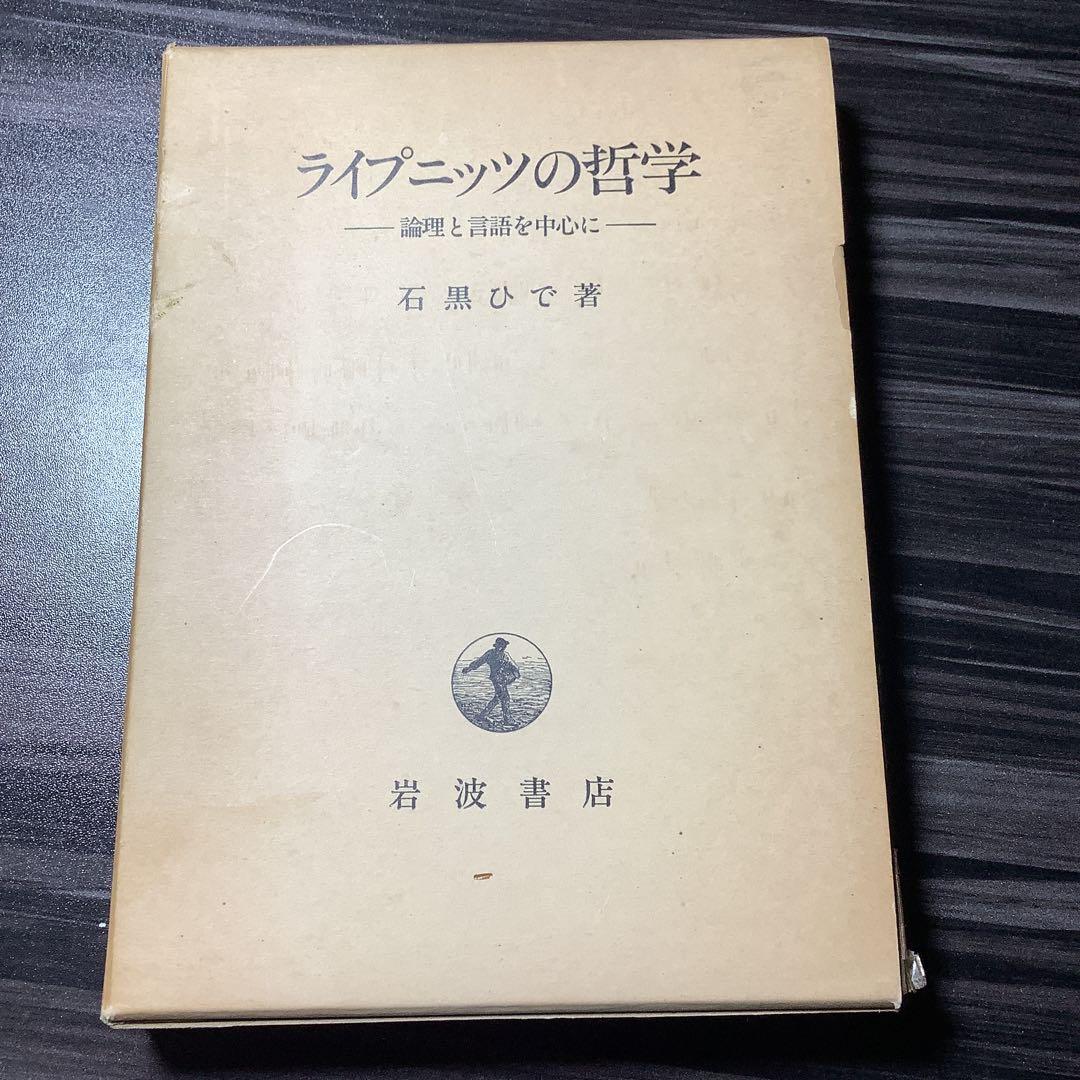 ライプニッツの哲学
——論理と言語を中心に——
石黒ひで著
岩波書店